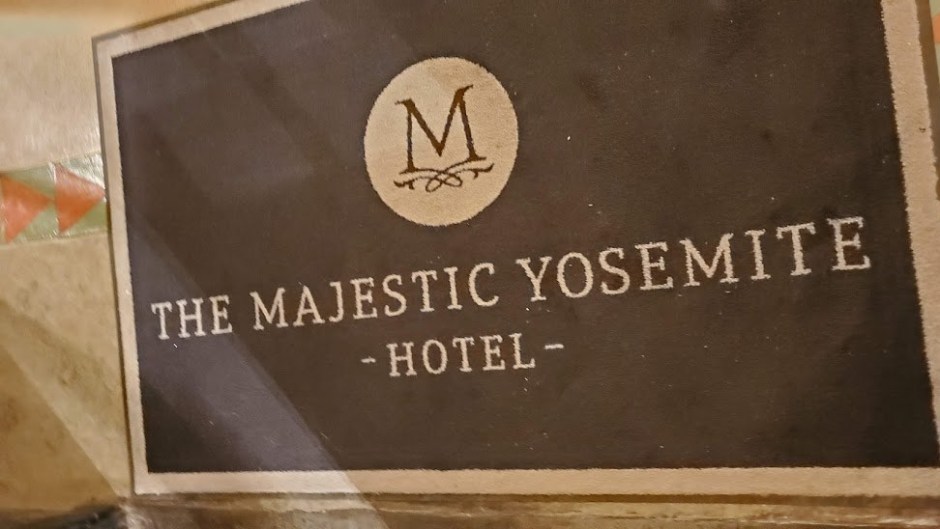 M
THE MAJESTIC YOSEMITE
-HOTEL-